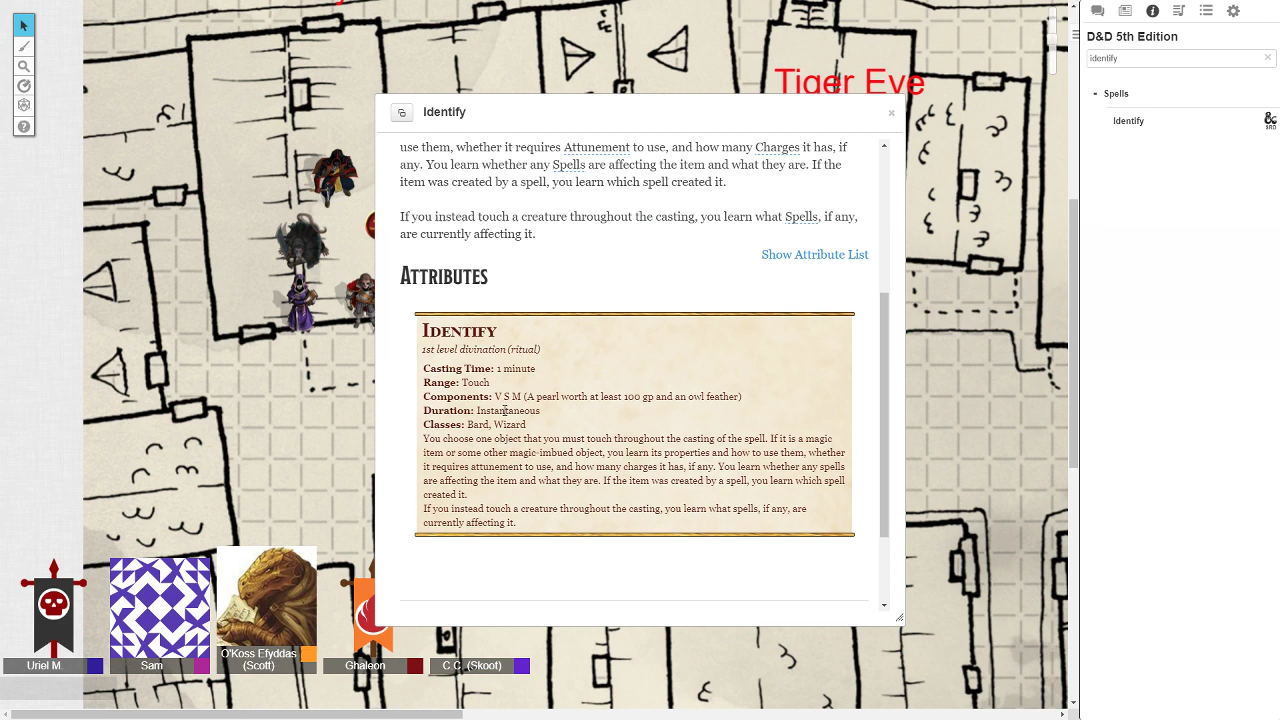 D&D 5th Edition
identify
Spells
Identify
SRD
Tiger Eye
Identify
use them, whether it requires Attunement to use, and how many Charges it has, if
any. You learn whether any Spells are affecting the item and what they are. If the
item was created by a spell, you learn which spell created it.
If you instead touch a creature throughout the casting, you learn what Spells, if any,
are currently affecting it.
Show Attribute List
ATTRIBUTES
IDENTIFY
1st level divination (ritual)
Casting Time: 1 minute
Range: Touch
Components: V S M (A pearl worth at least 100 gp and an owl feather)
Duration: Instantaneous
Classes: Bard, Wizard
You choose one object that you must touch throughout the casting of the spell. If it is a magic
item or some other magic-imbued object, you learn its properties and how to use them, whether
it requires attunement to use, and how many charges it has, if any. You learn whether any spells
are affecting the item and what they are. If the item was created by a spell, you learn which spell
created it.
If you instead touch a creature throughout the casting, you learn what spells, if any, are
currently affecting it.
Uriel M.
Sam
O'Koss Efyddas
(Scott)
Ghaleon
C.C. (Skoot)